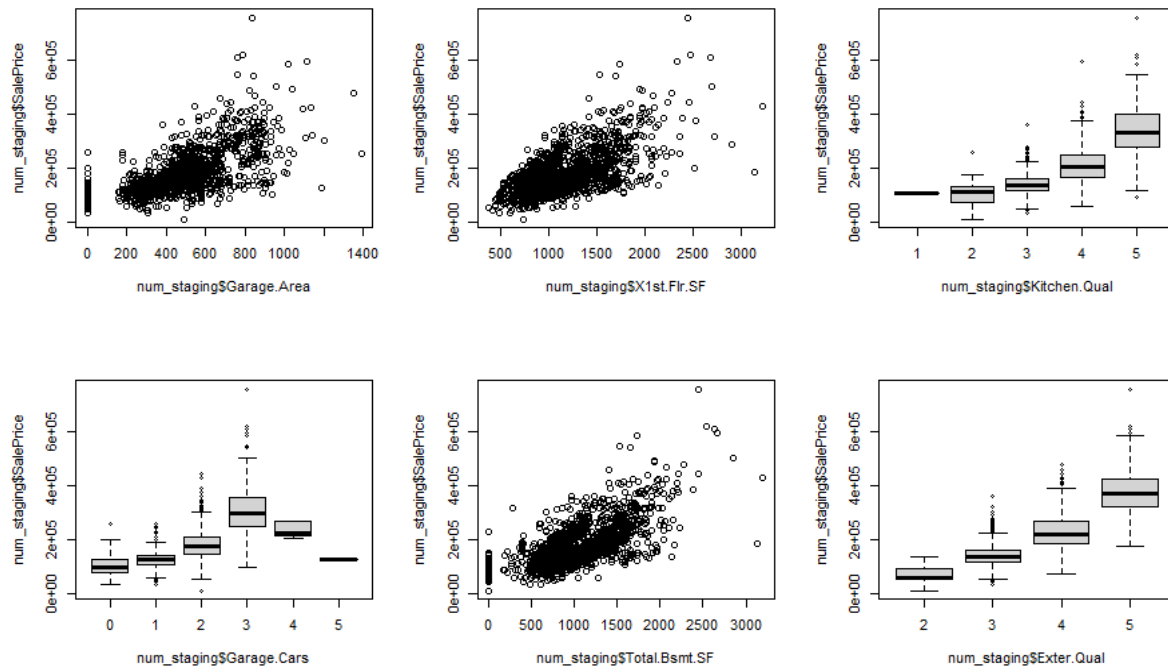 num_staging$SalePrice
0e+00 2e+05 4e+05 6e+05
0 200 400 600 800 1000 1400
num_staging$Garage.Area
num_staging$SalePrice
0e+00 2e+05 4e+05 6e+05
500 1000 1500 2000 2500 3000
num_staging$X1st.Flr.SF
num_staging$SalePrice
0e+00 2e+05 4e+05 6e+05
1 2 3 4 5
num_staging$Kitchen.Qual
num_staging$SalePrice
0e+00 2e+05 4e+05 6e+05
0 1 2 3 4 5
num_staging$Garage.Cars
num_staging$SalePrice
0e+00 2e+05 4e+05 6e+05
0 500 1000 1500 2000 2500 3000
num_staging$Total.Bsmt.SF
num_staging$SalePrice
0e+00 2e+05 4e+05 6e+05
2 3 4 5
num_staging$Exter.Qual